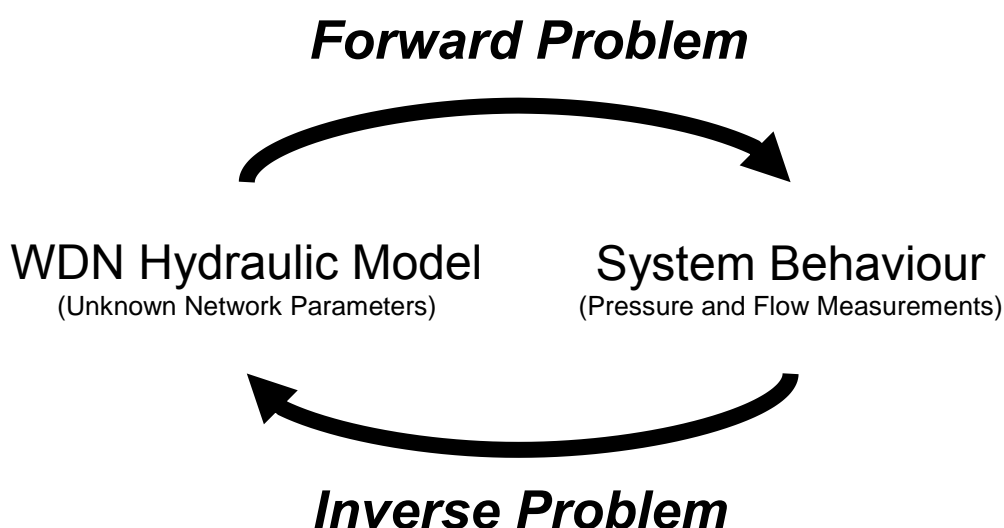 Forward Problem
WDN Hydraulic Model
(Unknown Network Parameters)
System Behaviour
(Pressure and Flow Measurements)
Inverse Problem